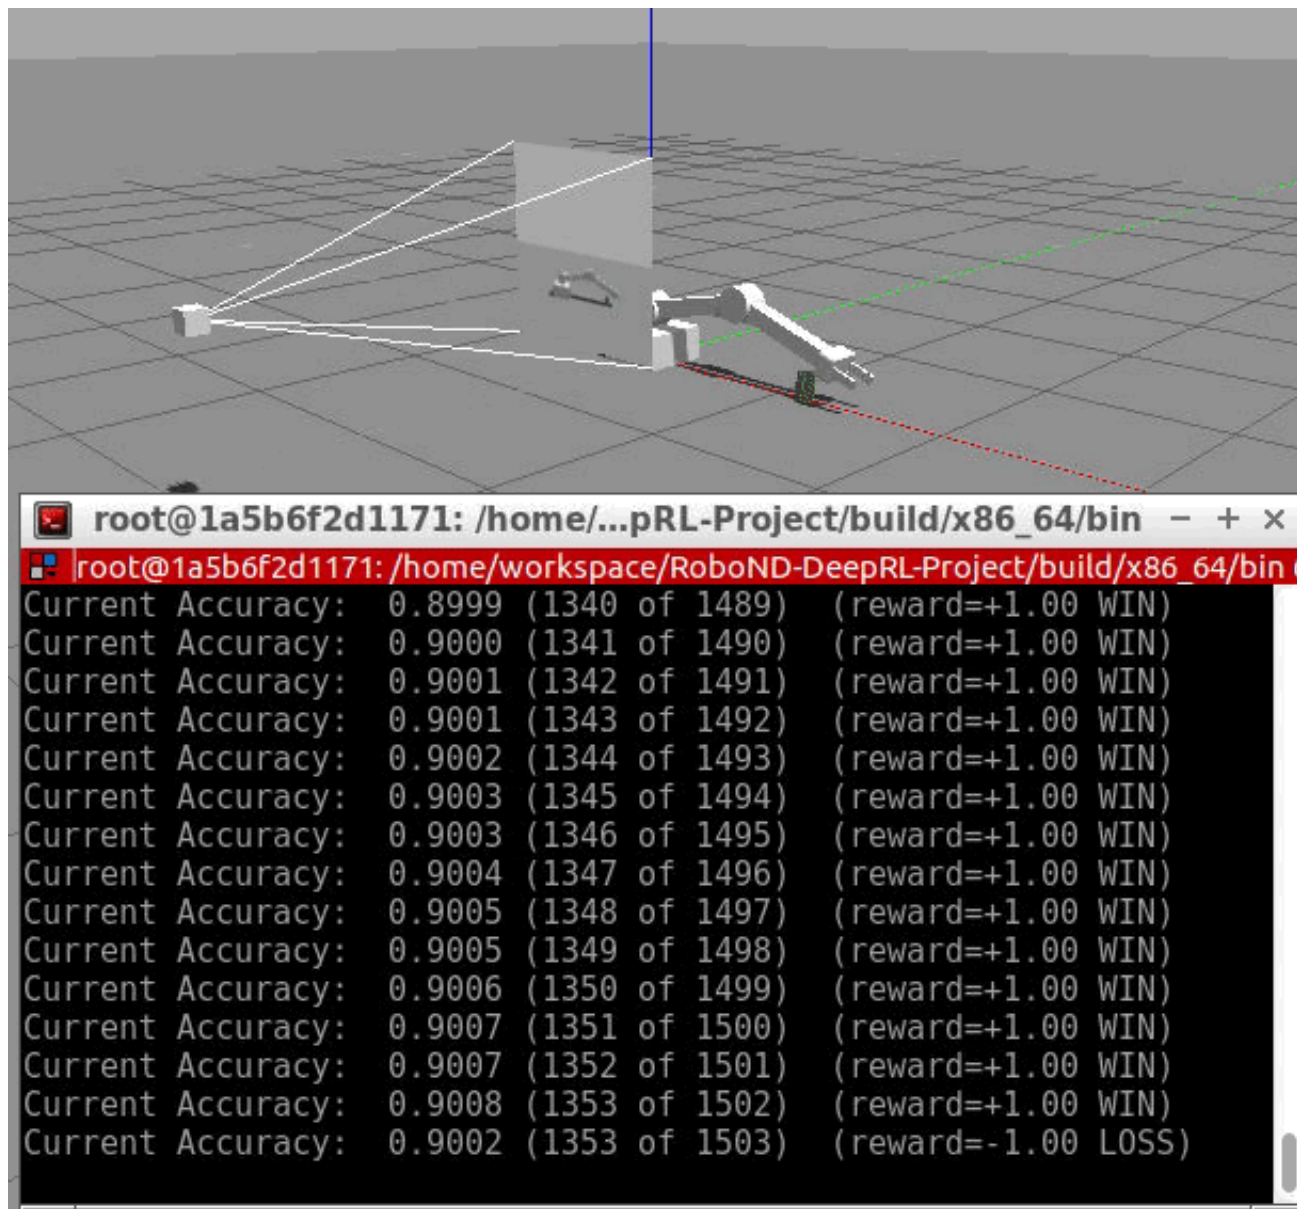 root@1a5b6f2d1171: /home/...pRL-Project/build/x86_64/bin
root@1a5b6f2d1171: /home/workspace/RoboND-DeepRL-Project/build/x86_64/bin
Current Accuracy:  0.8999 (1340 of 1489)  (reward=+1.00 WIN)
Current Accuracy:  0.9000 (1341 of 1490)  (reward=+1.00 WIN)
Current Accuracy:  0.9001 (1342 of 1491)  (reward=+1.00 WIN)
Current Accuracy:  0.9001 (1343 of 1492)  (reward=+1.00 WIN)
Current Accuracy:  0.9002 (1344 of 1493)  (reward=+1.00 WIN)
Current Accuracy:  0.9003 (1345 of 1494)  (reward=+1.00 WIN)
Current Accuracy:  0.9003 (1346 of 1495)  (reward=+1.00 WIN)
Current Accuracy:  0.9004 (1347 of 1496)  (reward=+1.00 WIN)
Current Accuracy:  0.9005 (1348 of 1497)  (reward=+1.00 WIN)
Current Accuracy:  0.9005 (1349 of 1498)  (reward=+1.00 WIN)
Current Accuracy:  0.9006 (1350 of 1499)  (reward=+1.00 WIN)
Current Accuracy:  0.9007 (1351 of 1500)  (reward=+1.00 WIN)
Current Accuracy:  0.9007 (1352 of 1501)  (reward=+1.00 WIN)
Current Accuracy:  0.9008 (1353 of 1502)  (reward=+1.00 WIN)
Current Accuracy:  0.9002 (1353 of 1503)  (reward=-1.00 LOSS)